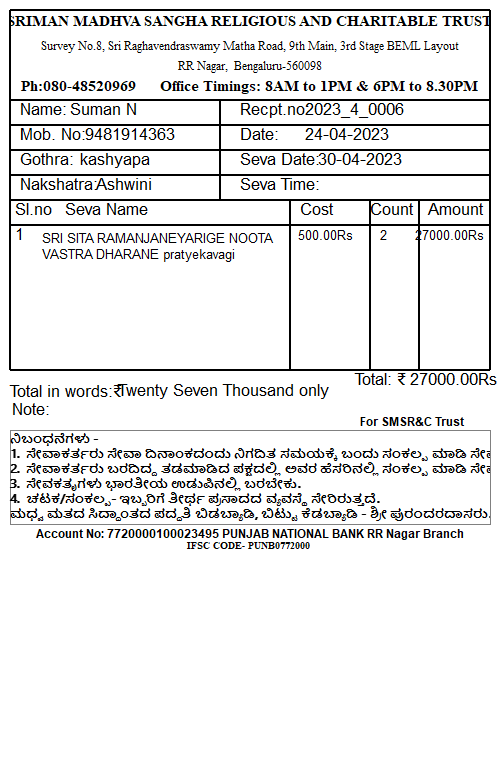 SRIMAN MADHVA SANGHA RELIGIOUS AND CHARITABLE TRUST
Survey No.8, Sri Raghavendraswamy Matha Road, 9th Main, 3rd Stage BEML Layout
RR Nagar, Bengaluru-560098
Ph:080-48520969 Office Timings: 8AM to 1PM & 6PM to 8.30PM
Name: Suman N Recpt.no2023_4_0006
Mob. No:9481914363 Date: 24-04-2023
Gothra: kashyapa Seva Date:30-04-2023
Nakshatra:Ashwini Seva Time:
Sl.no Seva Name Cost Count Amount
1 SRI SITA RAMANJANEYARIGE NOOTA 500.00Rs 2 27000.00Rs
VASTRA DHARANE pratyekavagi
Total: ₹ 27000.00Rs
Total in words:₹Twenty Seven Thousand only
Note:
For SMSR&C Trust
ನಿಬಂಧನೆಗಳು -
1. ಸೇವಾಕರ್ತರು ಸೇವಾ ದಿನಾಂಕದಂದು ನಿಗದಿತ ಸಮಯಕ್ಕೆ ಬಂದು ಸಂಕಲ್ಪ ಮಾಡಿ ಸೇವ
2. ಸೇವಾಕರ್ತರು ಬರದಿದ್ದ ತಡಮಾಡಿದ ಪಕ್ಷದಲ್ಲಿ ಅವರ ಹೆಸರಿನಲ್ಲಿ ಸಂಕಲ್ಪ ಮಾಡಿ ಸೇವ
3. ಸೇವಕತೃಗಳು ಭಾರತೀಯ ಉಡುಪಿನಲ್ಲಿ ಬರಬೇಕು.
4. ಚಟಕ/ಸಂಕಲ್ಪ- ಇಬ್ಬರಿಗೆ ತೀರ್ಥ ಪ್ರಸಾದದ ವ್ಯವಸ್ಥೆ ಸೇರಿರುತ್ತದೆ.
ಮಧ್ವ ಮತದ ಸಿದ್ಧಾಂತದ ಪದ್ಧತಿ ಬಿಡಬ್ಯಾಡಿ, ಬಿಟ್ಟು ಕೆಡಬ್ಯಾಡಿ - ಶ್ರೀ ಪುರಂದರದಾಸರು.
Account No: 7720000100023495 PUNJAB NATIONAL BANK RR Nagar Branch
IFSC CODE- PUNB0772000